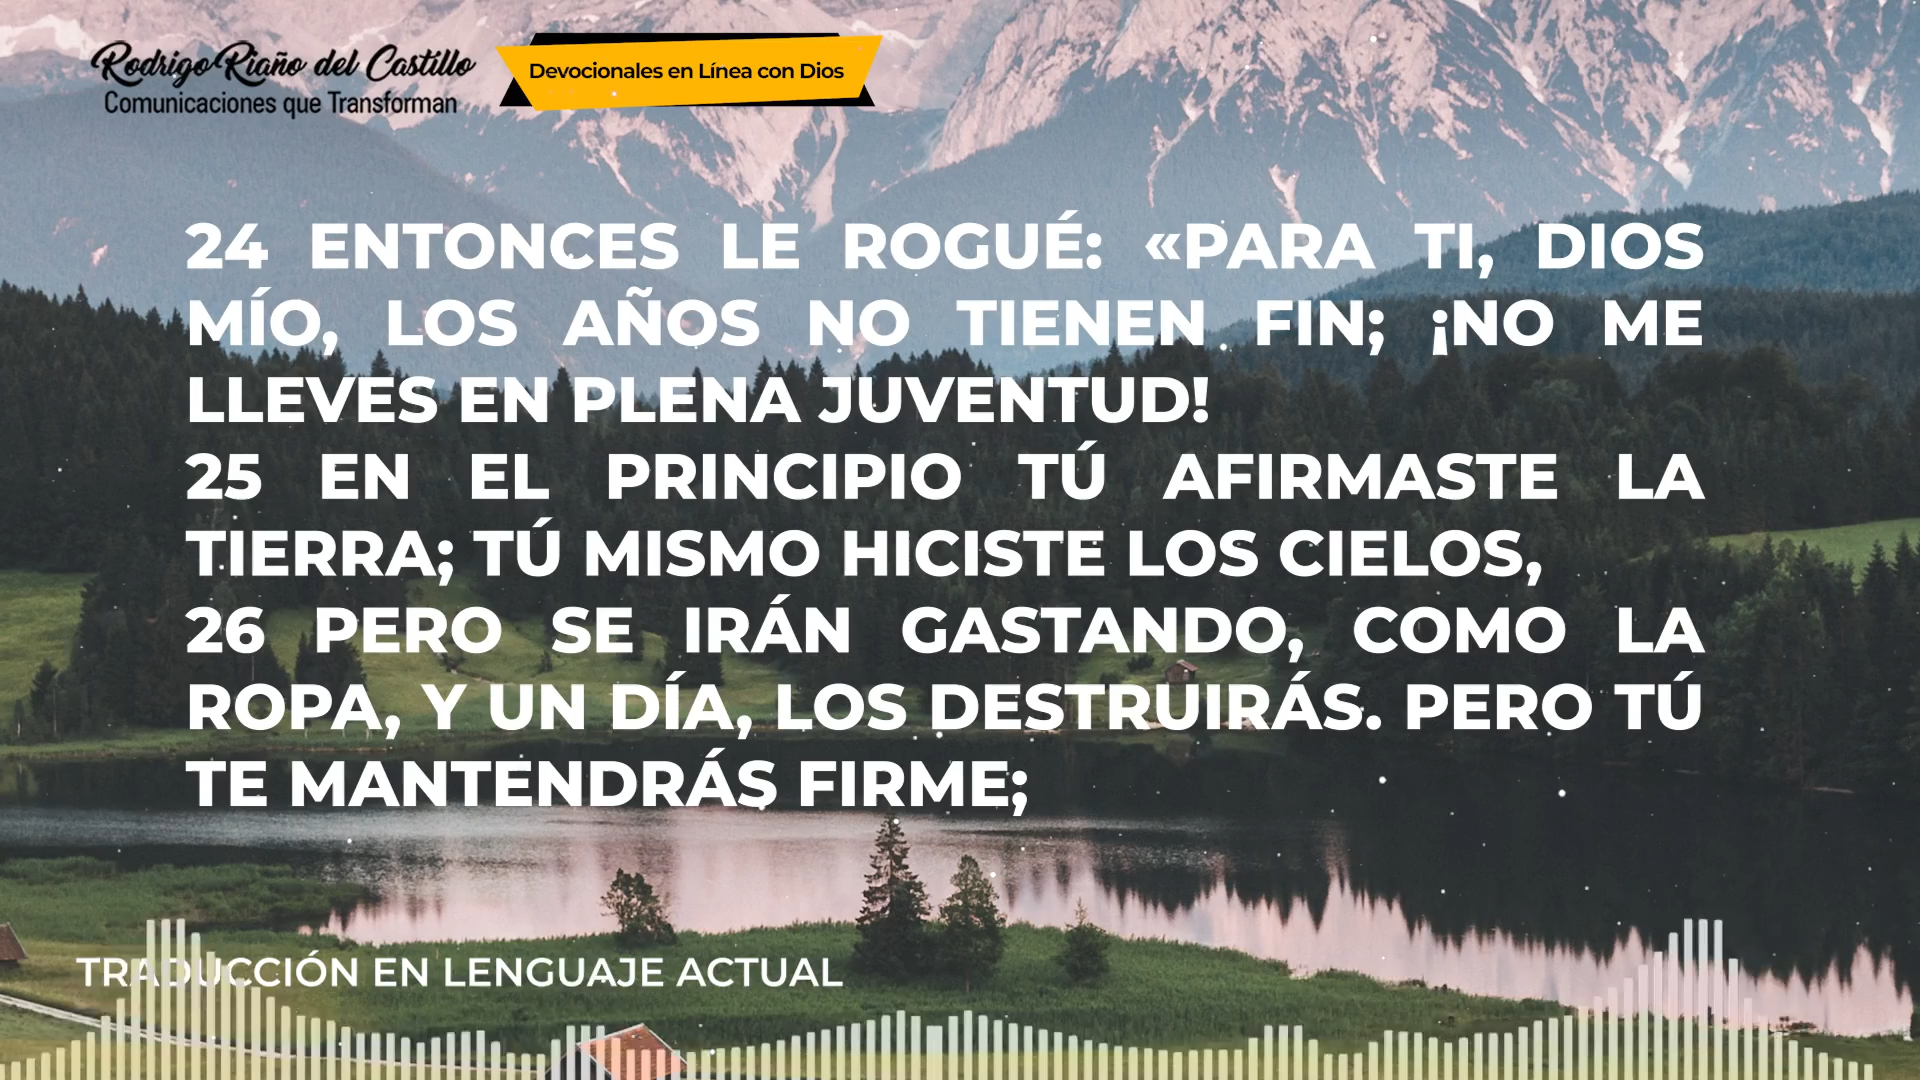 Rodrigo Riaño del Castillo
Comunicaciones que Transforman
Devocionales en Línea con Dios
24 ENTONCES LE ROGUÉ: «PARA TI, DIOS
MÍO, LOS AÑOS NO TIENEN FIN; ¡NO ME
LLEVES EN PLENA JUVENTUD!
25 EN EL PRINCIPIO TÚ AFIRMASTE LA
TIERRA; TÚ MISMO HICISTE LOS CIELOS,
26 PERO SE IRÁN GASTANDO, COMO LA
ROPA, Y UN DÍA, LOS DESTRUIRÁS. PERO TÚ
TE MANTENDRÁS FIRME;
TRADUCCIÓN EN LENGUAJE ACTUAL